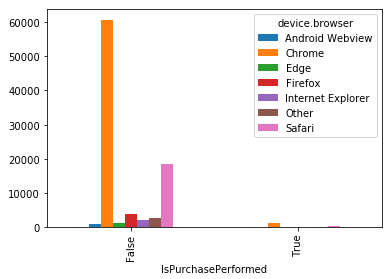 60000
50000
40000
30000
20000
10000
0
device.browser
Android Webview
Chrome
Edge
Firefox
Internet Explorer
Other
Safari
False
True
IsPurchasePerformed